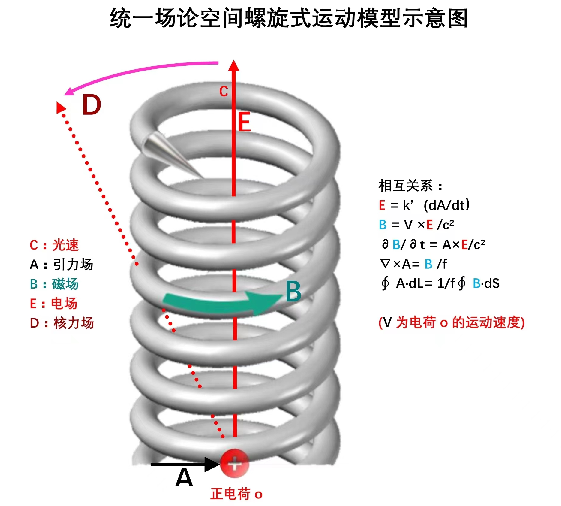 统一场论空间螺旋式运动模型示意图
C
D
E
相互关系：
E = k’ (dA/dt)
B = V ×E /c²
∂ B/ ∂ t = A×E/c²
▽ ×A= B /f
∮ A·dL= 1/f∮ B·dS
(V 为电荷 o 的运动速度)
C：光速
A：引力场
B：磁场
E：电场
D：核力场
B
A
+
正电荷 o